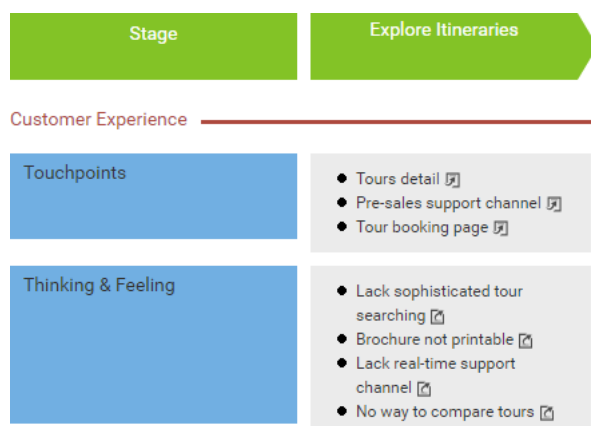 Stage
Explore Itineraries
Customer Experience
Touchpoints
Tours detail
Pre-sales support channel
Tour booking page
Thinking & Feeling
Lack sophisticated tour
searching
Brochure not printable
Lack real-time support
channel
No way to compare tours